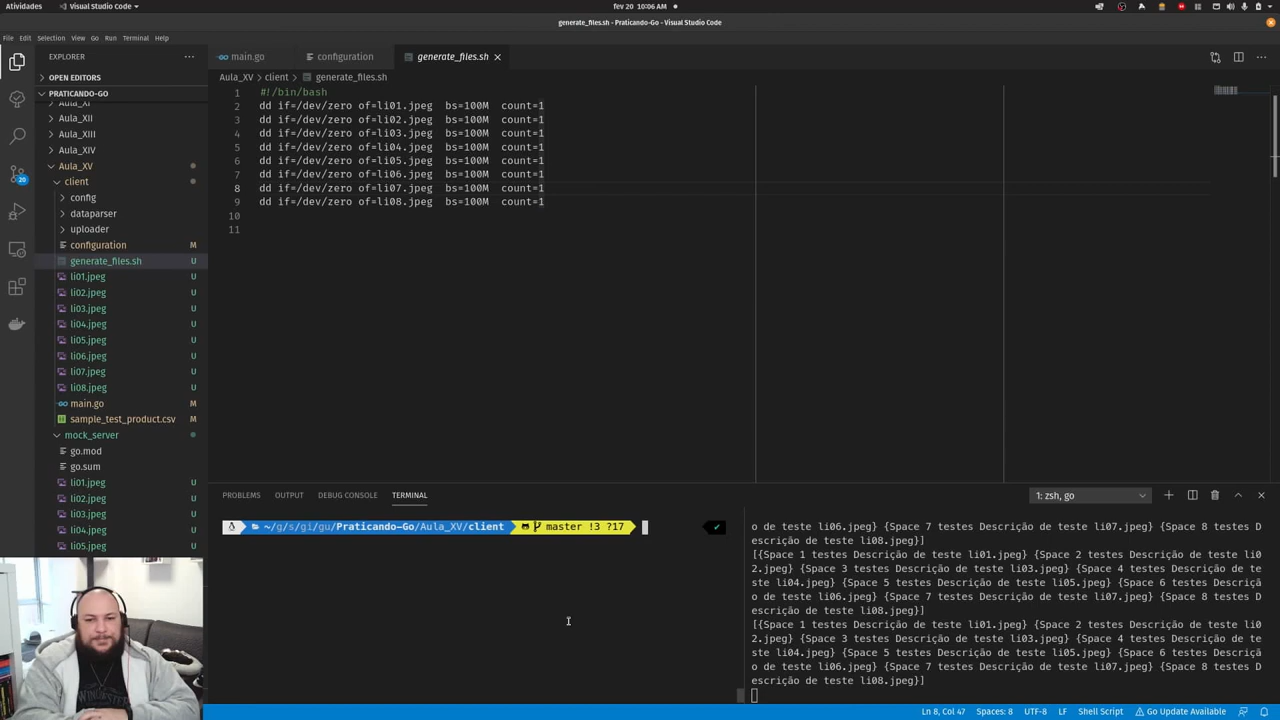 Atividades
Visual Studio Code
fev 20 10:06 AM
generate_files.sh - Praticando-Go - Visual Studio Code
File Edit Selection View Go Run Terminal Help
EXPLORER
OPEN EDITORS
PRATICANDO-GO
Aula_XI
Aula_XII
Aula_XIII
Aula_XIV
Aula_XV
client
config
dataparser
uploader
configuration M
generate_files.sh U
li01.jpeg U
li02.jpeg U
li03.jpeg U
li04.jpeg U
li05.jpeg U
li06.jpeg U
li07.jpeg U
li08.jpeg U
main.go M
sample_test_product.csv M
mock_server
go.mod
go.sum
li01.jpeg U
li02.jpeg U
li03.jpeg U
li04.jpeg U
li05.jpeg U
20
main.go
configuration
generate_files.sh
Aula_XV > client > generate_files.sh
1 #!/bin/bash
2 dd if=/dev/zero of=li01.jpeg bs=100M count=1
3 dd if=/dev/zero of=li02.jpeg bs=100M count=1
4 dd if=/dev/zero of=li03.jpeg bs=100M count=1
5 dd if=/dev/zero of=li04.jpeg bs=100M count=1
6 dd if=/dev/zero of=li05.jpeg bs=100M count=1
7 dd if=/dev/zero of=li06.jpeg bs=100M count=1
8 dd if=/dev/zero of=li07.jpeg bs=100M count=1
9 dd if=/dev/zero of=li08.jpeg bs=100M count=1
10
11
PROBLEMS OUTPUT DEBUG CONSOLE TERMINAL
1: zsh, go
~/g/s/gi/gu/Praticando-Go/Aula_XV/client master !3 ?17
o de teste li06.jpeg} {Space 7 testes Descrição de teste li07.jpeg} {Space 8 testes D
escrição de teste li08.jpeg}]
[{Space 1 testes Descrição de teste li01.jpeg} {Space 2 testes Descrição de teste li0
2.jpeg} {Space 3 testes Descrição de teste li03.jpeg} {Space 4 testes Descrição de te
ste li04.jpeg} {Space 5 testes Descrição de teste li05.jpeg} {Space 6 testes Descriçã
o de teste li06.jpeg} {Space 7 testes Descrição de teste li07.jpeg} {Space 8 testes D
escrição de teste li08.jpeg}]
[{Space 1 testes Descrição de teste li01.jpeg} {Space 2 testes Descrição de teste li0
2.jpeg} {Space 3 testes Descrição de teste li03.jpeg} {Space 4 testes Descrição de te
ste li04.jpeg} {Space 5 testes Descrição de teste li05.jpeg} {Space 6 testes Descriçã
o de teste li06.jpeg} {Space 7 testes Descrição de teste li07.jpeg} {Space 8 testes D
escrição de teste li08.jpeg}]
WINCHESTER
Ln 8, Col 47 Spaces: 8 UTF-8 LF Shell Script Go Update Available